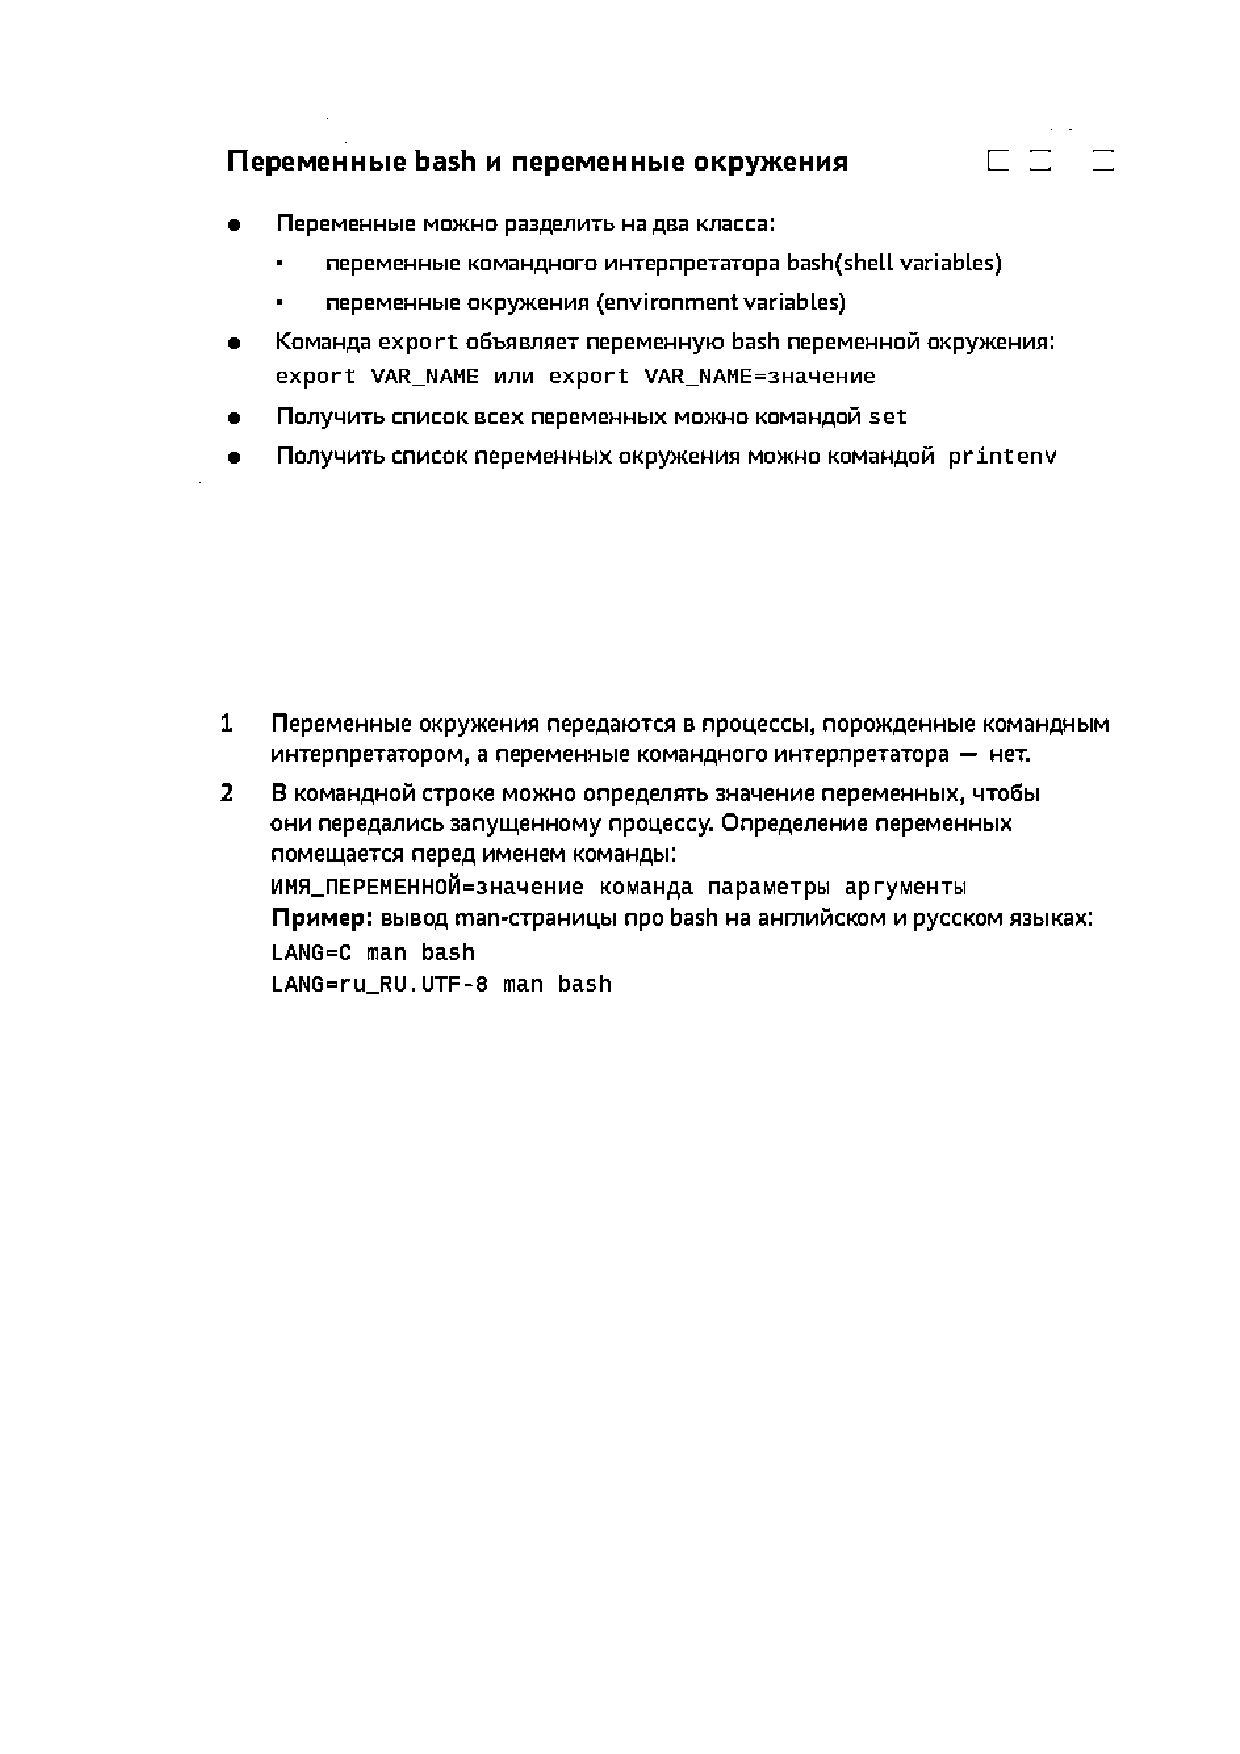 Переменные bash и переменные окружения
● Переменные можно разделить на два класса:
▪ переменные командного интерпретатора bash(shell variables)
▪ переменные окружения (environment variables)
● Команда export объявляет переменную bash переменной окружения:
export VAR_NAME или export VAR_NAME=значение
● Получить список всех переменных можно командой set
● Получить список переменных окружения можно командой printenv
1 Переменные окружения передаются в процессы, порожденные командным
интерпретатором, а переменные командного интерпретатора — нет.
2 В командной строке можно определять значение переменных, чтобы
они передались запущенному процессу. Определение переменных
помещается перед именем команды:
ИМЯ_ПЕРЕМЕННОЙ=значение команда параметры аргументы
Пример: вывод man-страницы про bash на английском и русском языках:
LANG=C man bash
LANG=ru_RU.UTF-8 man bash